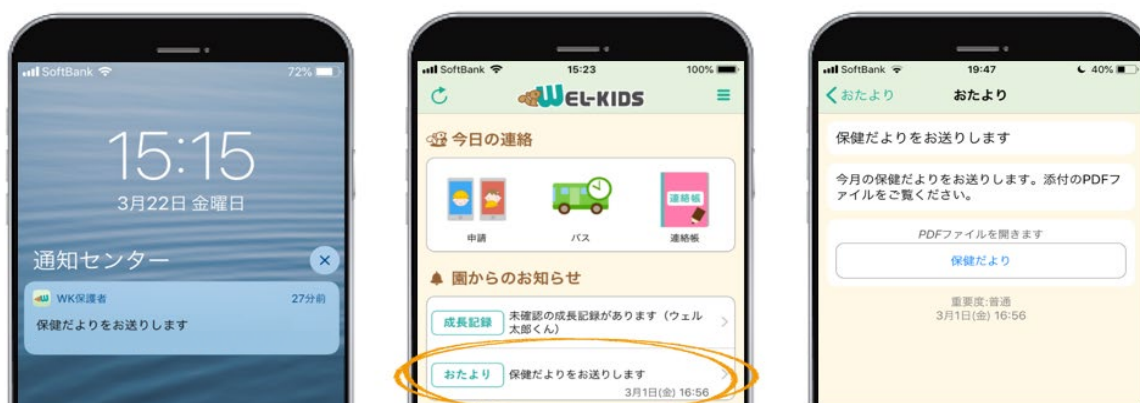 SoftBank
72%
15:15
3月22日 金曜日
通知センター
WK保護者
27分前
保健だよりをお送りします
SoftBank
15:23
100%
WEL-KIDS
今日の連絡
連絡帳
申請
バス
連絡帳
園からのお知らせ
成長記録
未確認の成長記録があります（ウェル
太郎くん）
おたより
保健だよりをお送りします
3月1日(金) 16:56
SoftBank
19:47
40%
おたより
おたより
保健だよりをお送りします
今月の保健だよりをお送りします。添付のPDFフ
ァイルをご覧ください。
PDFファイルを開きます
保健だより
重要度:普通
3月1日(金) 16:56